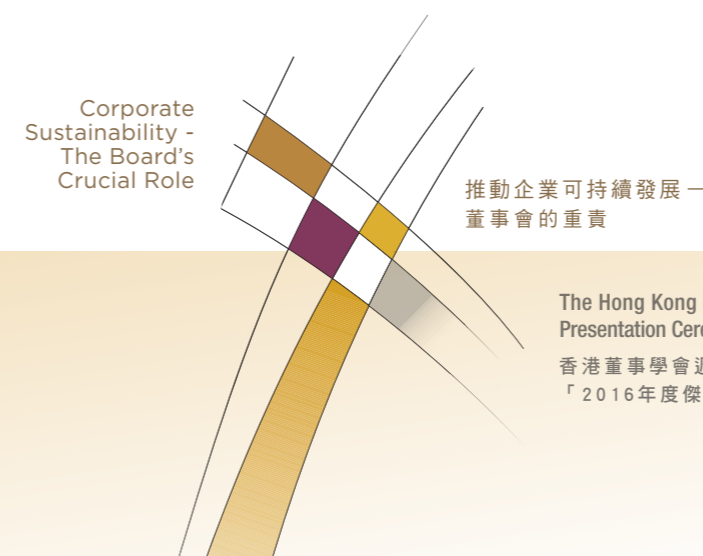 Corporate
Sustainability -
The Board's
Crucial Role
推動企業可持續發展 —
董事會的重責
The Hong Kong
Presentation
香港董事學會
「2016年度傑